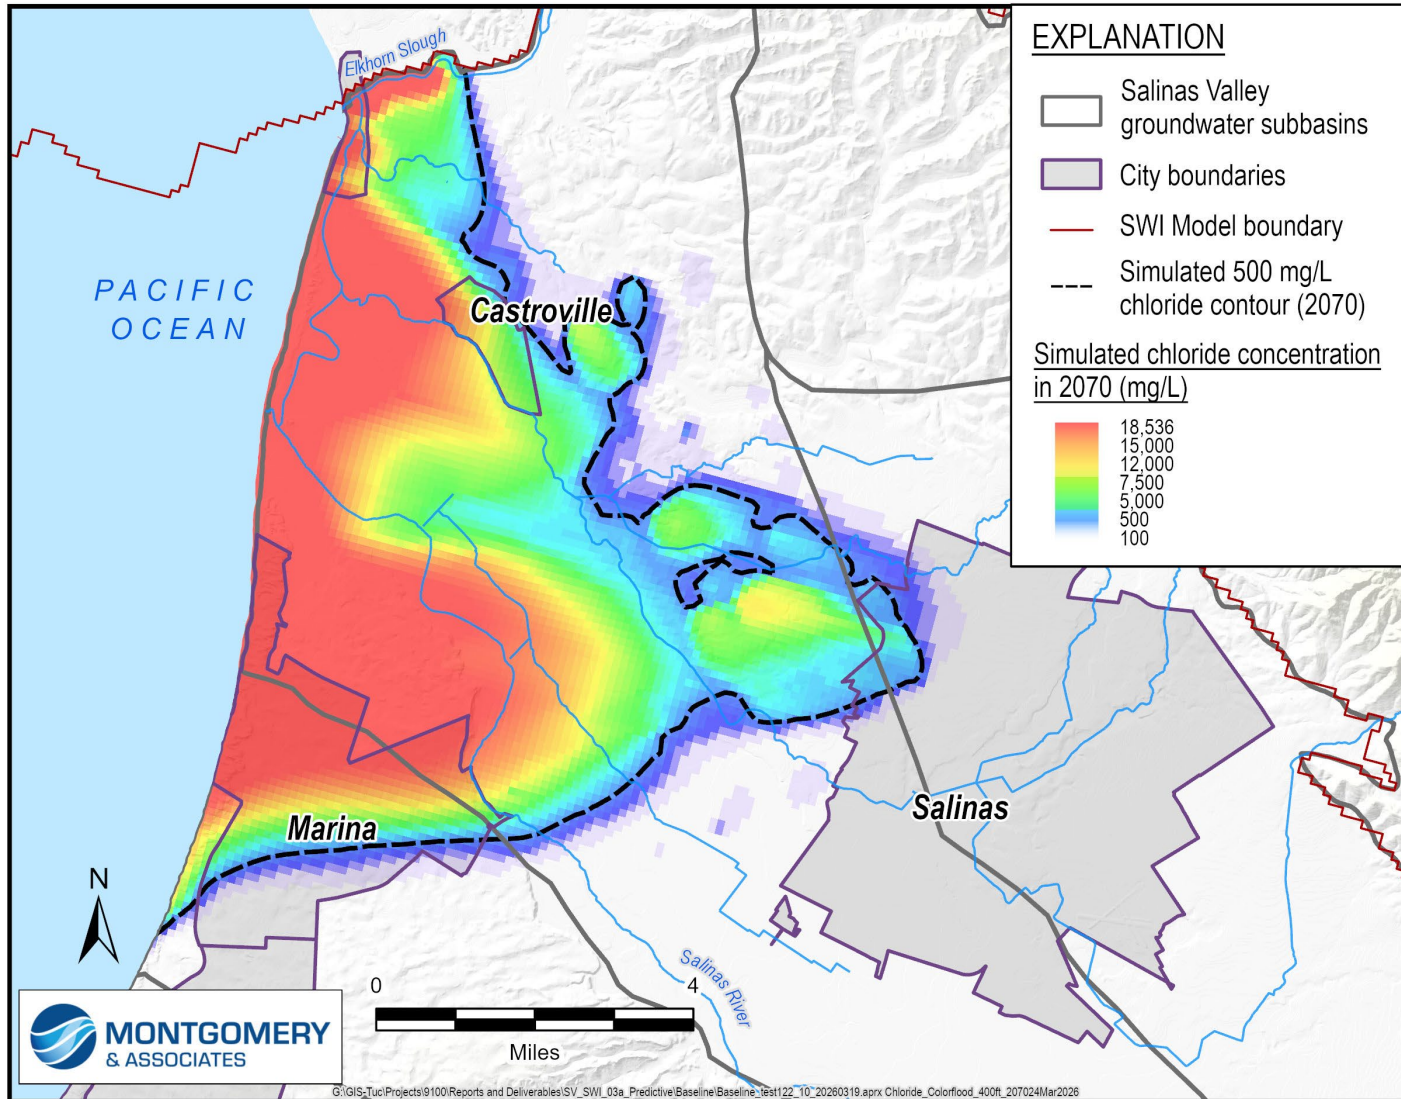 Elkhorn Slough
EXPLANATION
Salinas Valley
groundwater subbasins
City boundaries
SWI Model boundary
Simulated 500 mg/L
chloride contour (2070)
Simulated chloride concentration
in 2070 (mg/L)
18,536
15,000
12,000
7,500
5,000
500
100
PACIFIC
OCEAN
Castroville
Marina
Salinas
N
Salinas River
0 4
Miles
MONTGOMERY
& ASSOCIATES
G:\GIS-Tuc\Projects\9100\Reports and Deliverables\SV_SWI_03a_Predictive\Baseline\Baseline_test122_10_20260319.aprx Chloride_Colorflood_400ft_207024Mar2026